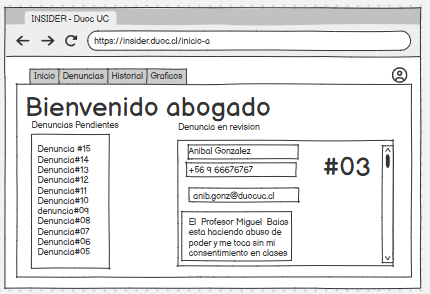 INSIDER - Duoc UC
https://insider.duoc.cl/inicio-a
Inicio Denuncias Historial Graficos
Bienvenido abogado
Denuncias Pendientes
Denuncia #15
Denuncia#14
Denuncia#13
Denuncia#12
Denuncia#11
Denuncia#10
denuncia#09
Denuncia#08
Denuncia#07
Denuncia#06
Denuncia#05
Denuncia en revision
Anibal Gonzalez
#03
+56 9 66676767
anib.gonz@duocuc.cl
El Profesor Miguel Baias
esta haciendo abuso de
poder y me toca sin mi
consentimiento en clases